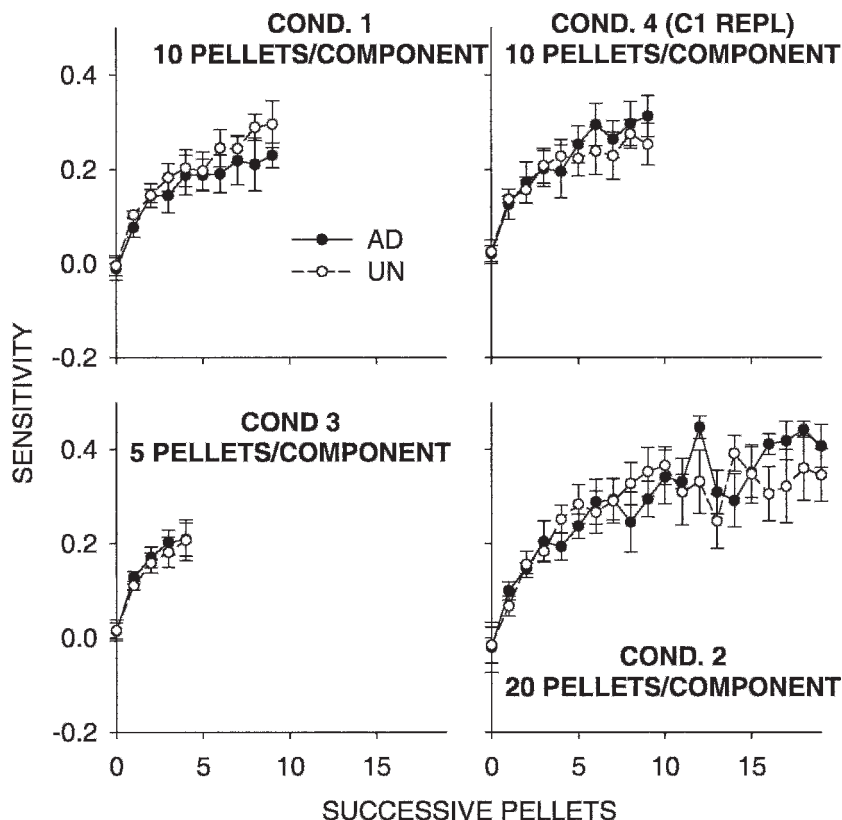 COND. 1
10 PELLETS/COMPONENT
COND. 4 (C1 REPL)
10 PELLETS/COMPONENT
0.4
0.2
0.0
-0.2
AD
UN
SENSITIVITY
COND 3
5 PELLETS/COMPONENT
0.4
0.2
0.0
-0.2
COND. 2
20 PELLETS/COMPONENT
0 5 10 15
0 5 10 15
SUCCESSIVE PELLETS